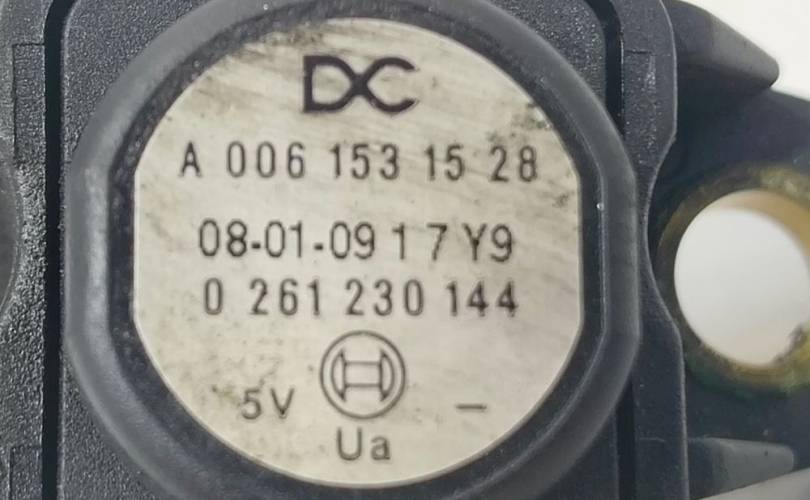 DC
A 006 153 15 28
08-01-09 1 7 Y9
0 261 230 144
5V –
Ua